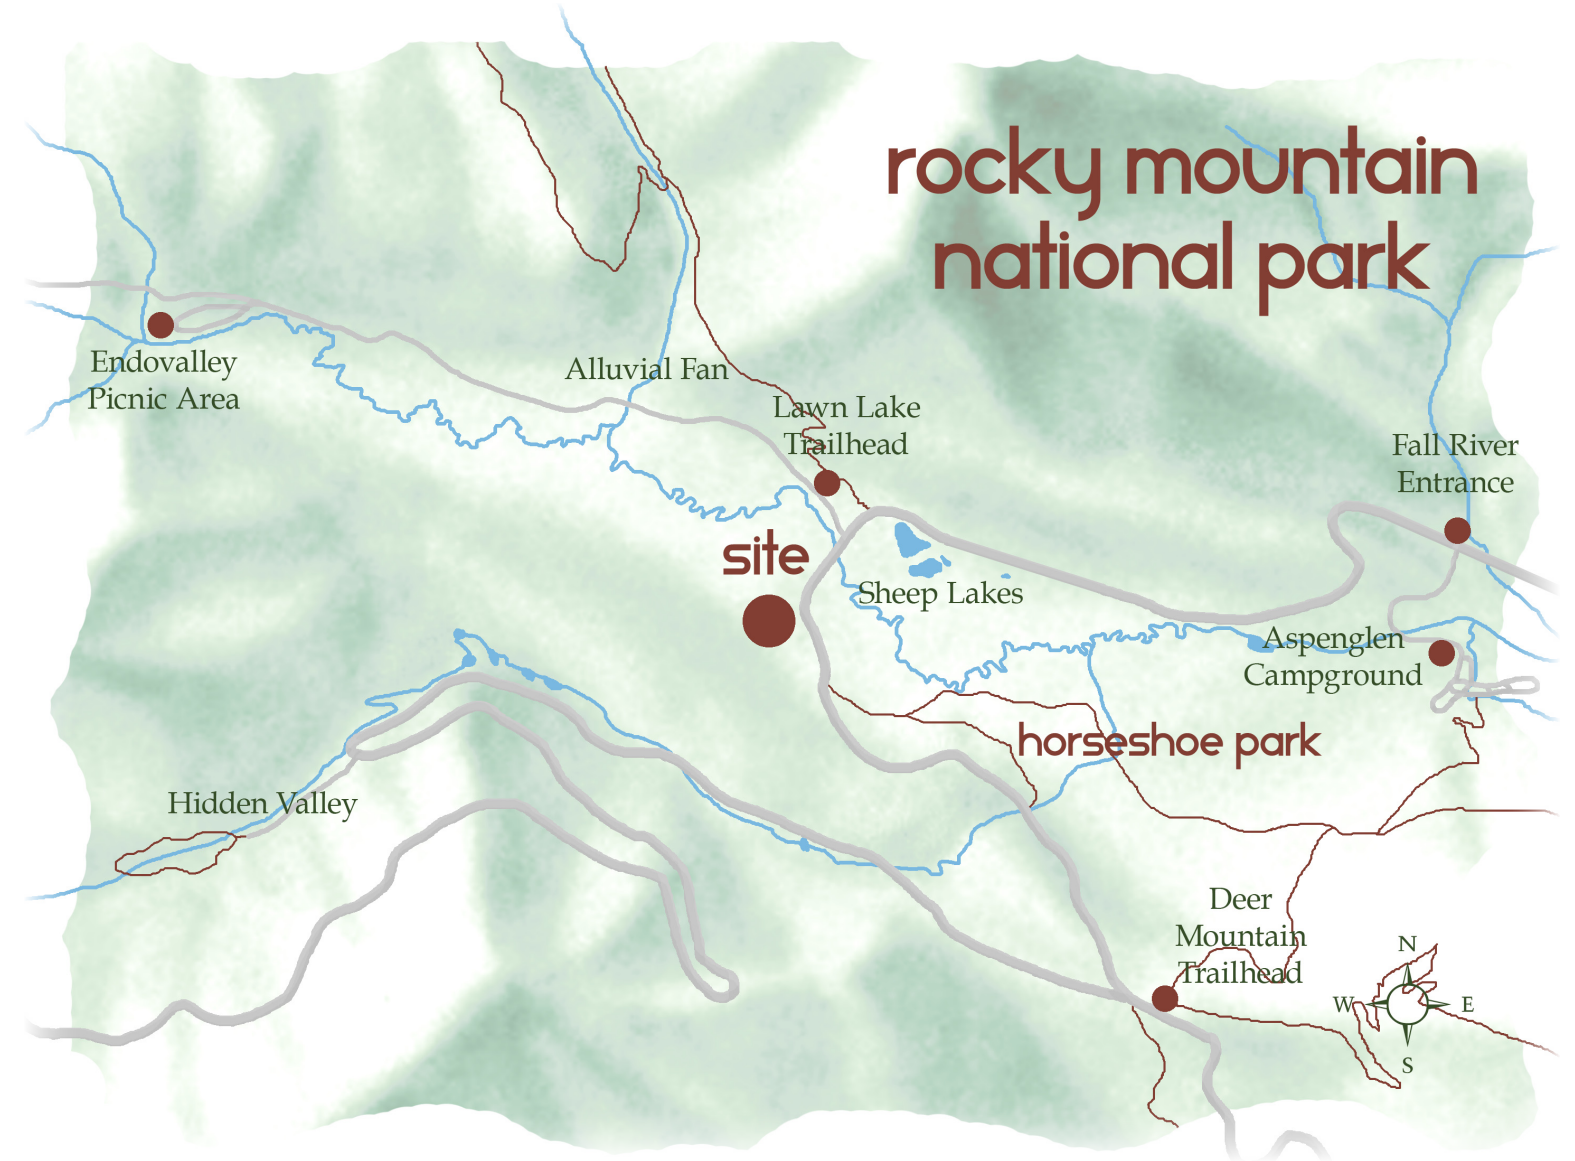 rocky mountain
national park
Endovalley
Picnic Area
Alluvial Fan
Lawn Lake
Trailhead
Fall River
Entrance
site
Sheep Lakes
Aspenglen
Campground
horseshoe park
Hidden Valley
Deer
Mountain
Trailhead
N
W
E
S